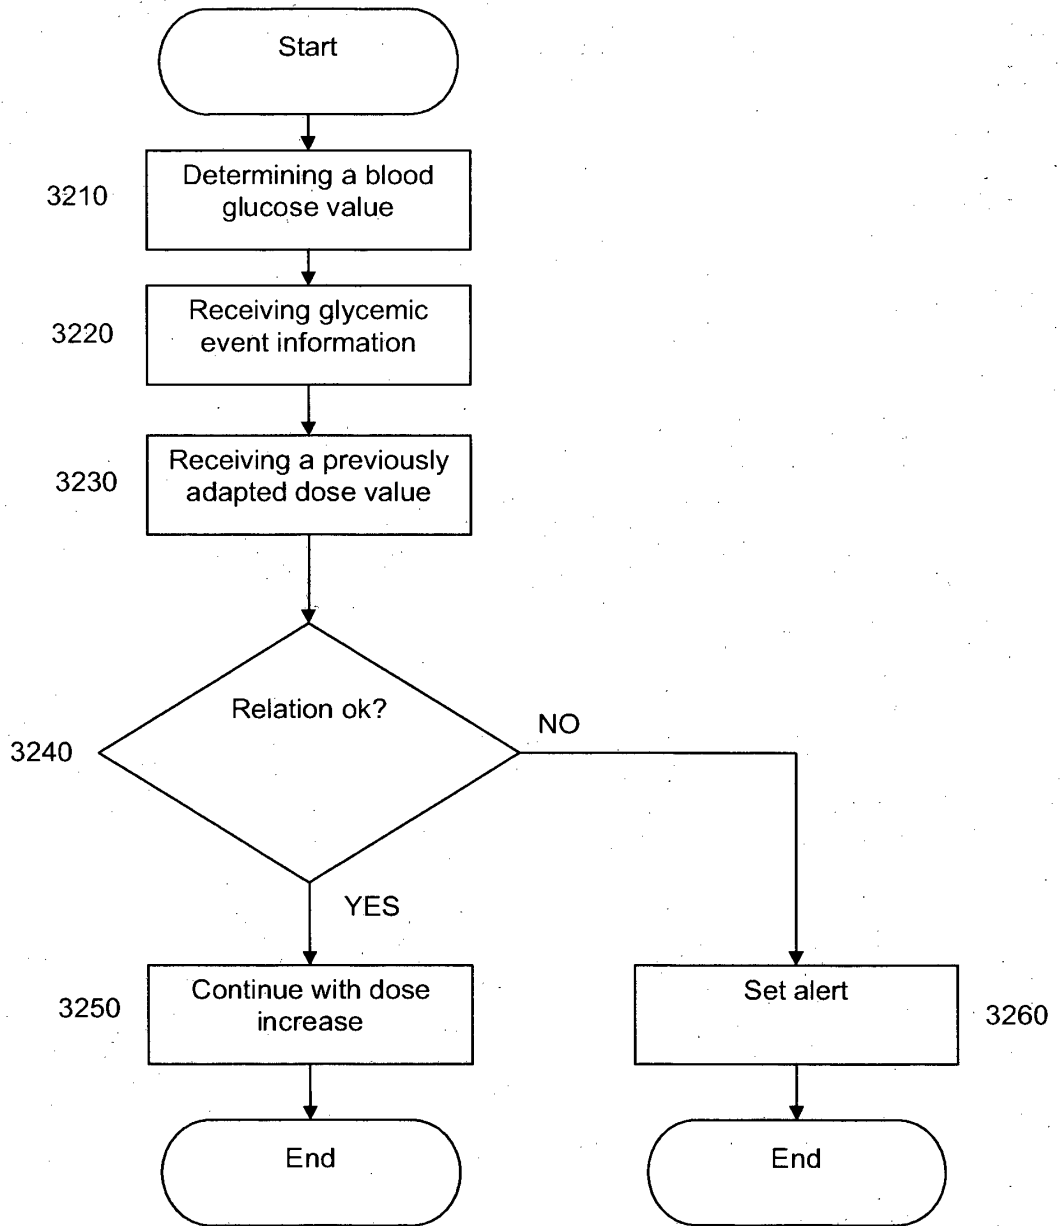 Start
3210
Determining a blood
glucose value
3220
Receiving glycemic
event information
3230
Receiving a previously
adapted dose value
3240
Relation ok?
NO
YES
3250
Continue with dose
increase
Set alert
3260
End
End